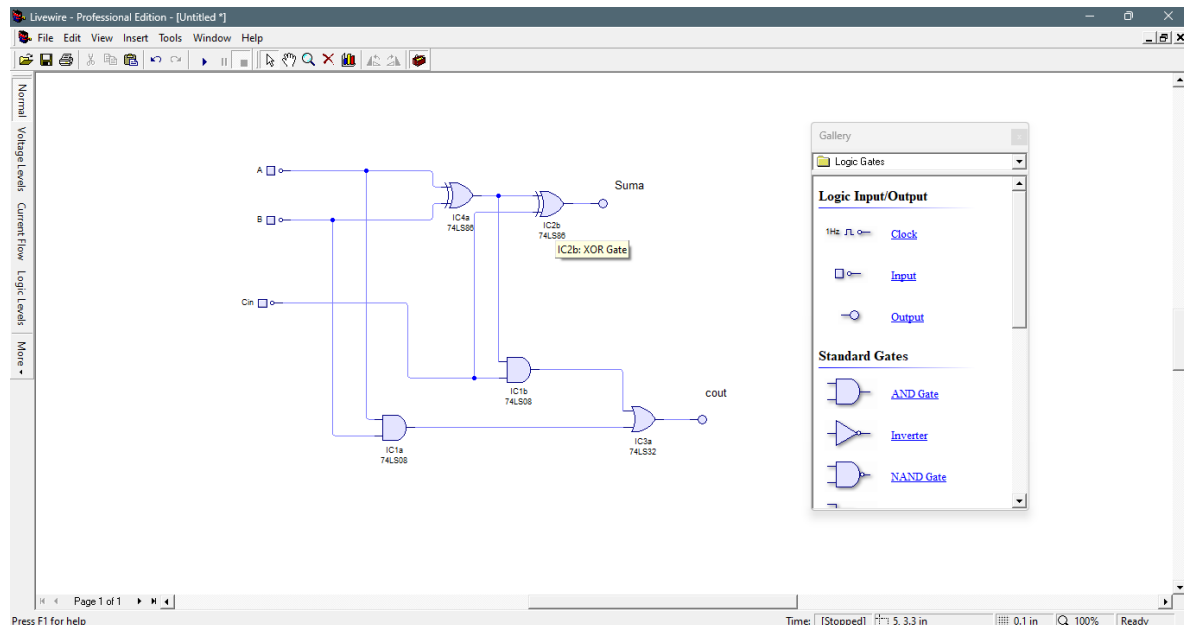 Livewire - Professional Edition - [Untitled *]
File Edit View Insert Tools Window Help
Normal
Voltage Levels
Current Flow
Logic Levels
More
A
B
Cin
IC4a
74LS86
Suma
IC2b
74LS86
IC2b: XOR Gate
IC1b
74LS08
IC1a
74LS08
cout
IC3a
74LS32
Gallery
Logic Gates
Logic Input/Output
1Hz
Clock
Input
Output
Standard Gates
AND Gate
Inverter
NAND Gate
Page 1 of 1
Press F1 for help
Time: [Stopped] 5, 3.3 in 0.1 in 100% Ready